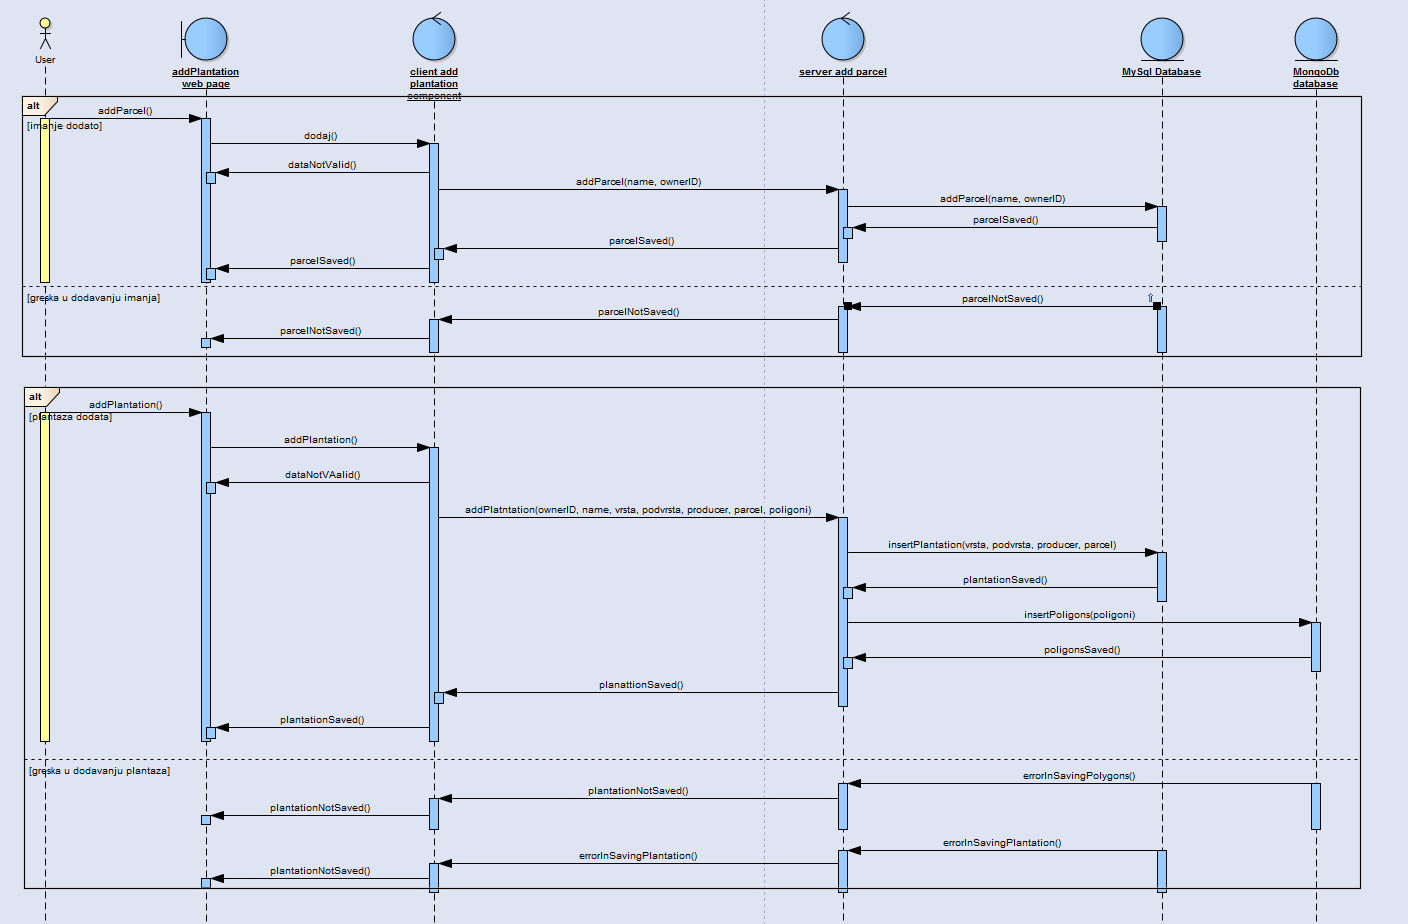 User
addPlantation
web page
client add
plantation
component
server add parcel
MySql Database
MongoDb
database
alt
addParcel()
[imanje dodato]
dodaj()
dataNotValid()
addParcel(name, ownerID)
addParcel(name, ownerID)
parcelSaved()
parcelSaved()
parcelSaved()
[greska u dodavanju imanja]
parcelNotSaved()
parcelNotSaved()
parcelNotSaved()
alt
addPlantation()
[plantaza dodata]
addPlantation()
dataNotVAalid()
addPlatntation(ownerID, name, vrsta, podvrsta, producer, parcel, poligoni)
insertPlantation(vrsta, podvrsta, producer, parcel)
plantationSaved()
insertPoligons(poligoni)
poligonsSaved()
planattionSaved()
plantationSaved()
[greska u dodavanju plantaza]
errorInSavingPolygons()
plantationNotSaved()
plantationNotSaved()
errorInSavingPlantation()
errorInSavingPlantation()
plantationNotSaved()